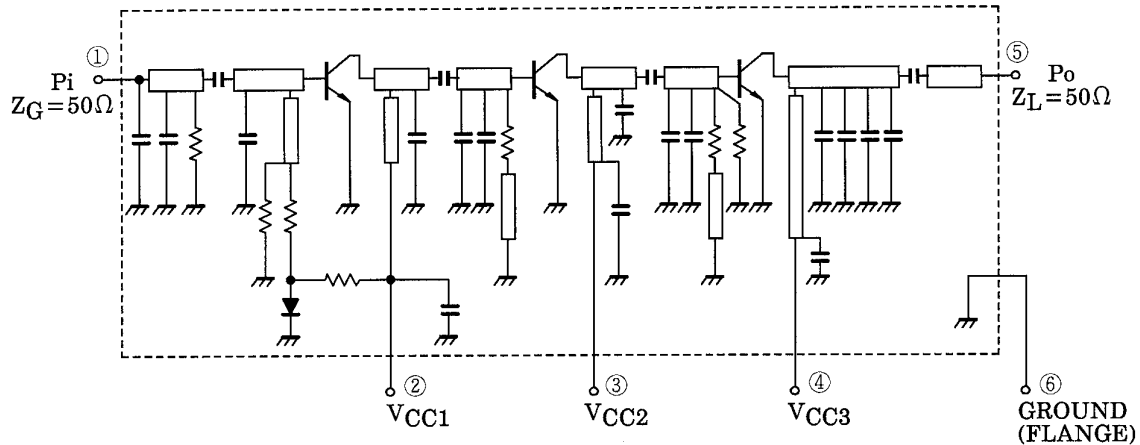 ①
Pi
ZG=50Ω
⑤
Po
ZL=50Ω
②
VCC1
③
VCC2
④
VCC3
⑥
GROUND
(FLANGE)